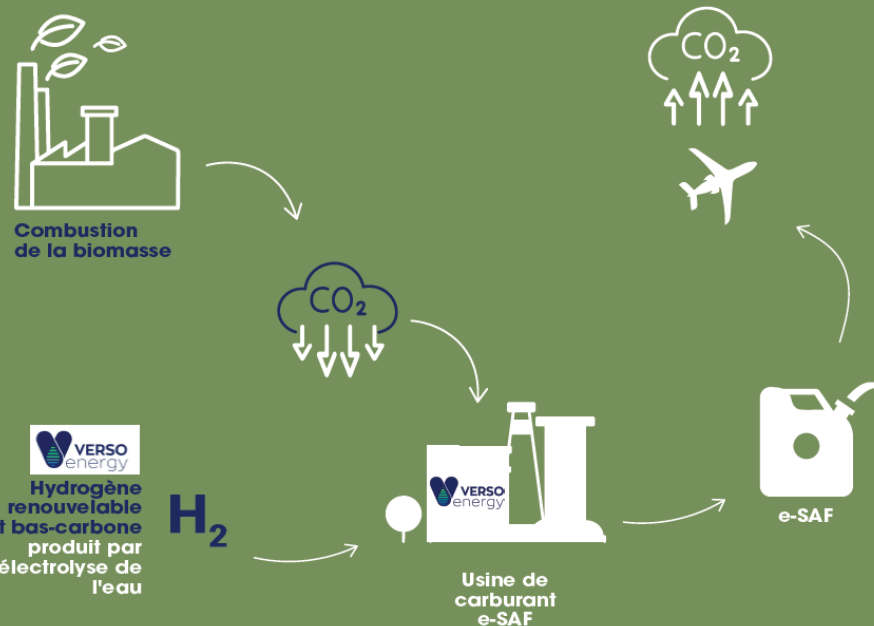 CO₂
Combustion
de la biomasse
CO₂
VERSO
energy
Hydrogène
renouvelable
t bas-carbone
produit par
électrolyse de
l'eau
H₂
VERSO
energy
Usine de
carburant
e-SAF
e-SAF